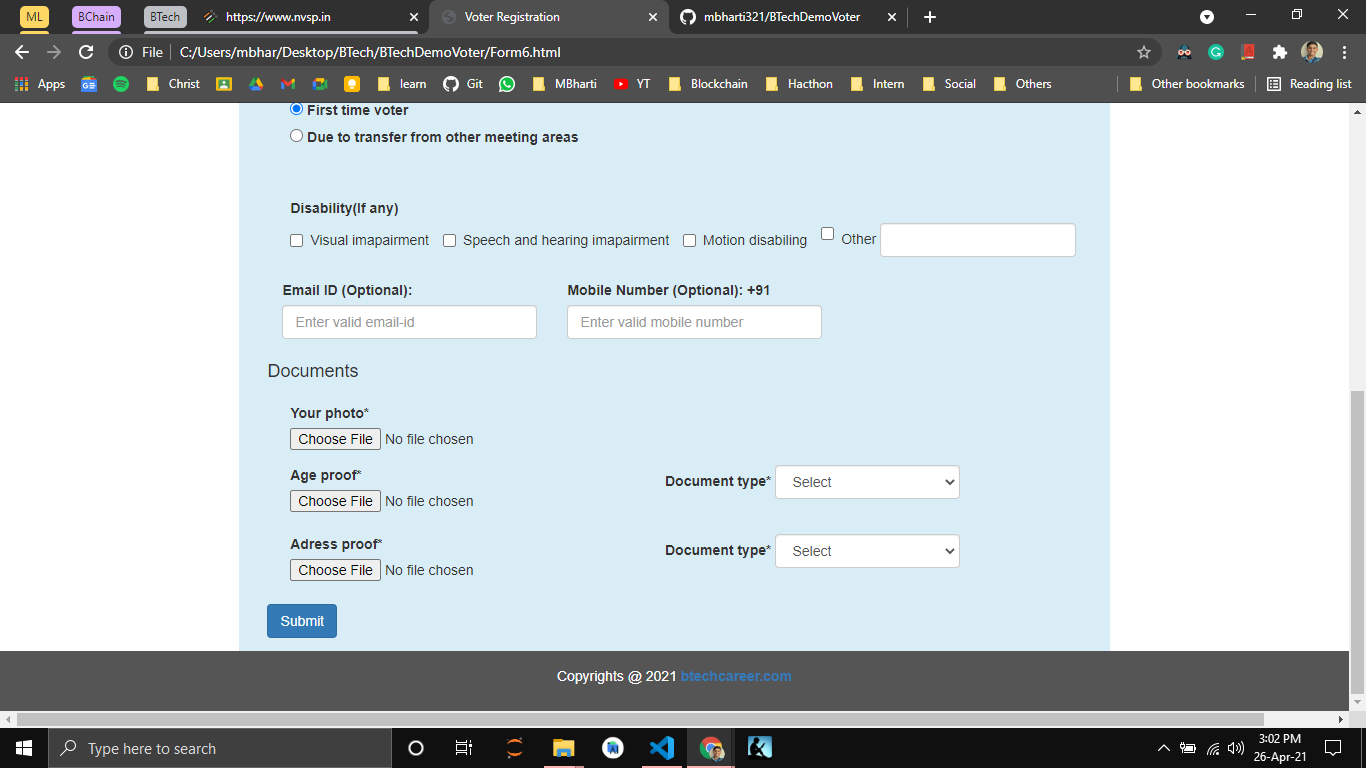 ML
BChain
BTech
https://www.nvsp.in
Voter Registration
mbharti321/BTechDemoVoter
File
C:/Users/mbhar/Desktop/BTech/BTechDemoVoter/Form6.html
Apps
Christ
learn
Git
MBharti
YT
Blockchain
Hacthon
Intern
Social
Others
Other bookmarks
Reading list
First time voter
Due to transfer from other meeting areas
Disability(If any)
Visual imapairment
Speech and hearing imapairment
Motion disabiling
Other
Email ID (Optional):
Mobile Number (Optional): +91
Enter valid email-id
Enter valid mobile number
Documents
Your photo*
Choose File No file chosen
Age proof*
Document type* Select
Choose File No file chosen
Adress proof*
Document type* Select
Choose File No file chosen
Submit
Copyrights @ 2021 btechcareer.com
Type here to search
3:02 PM
26-Apr-21